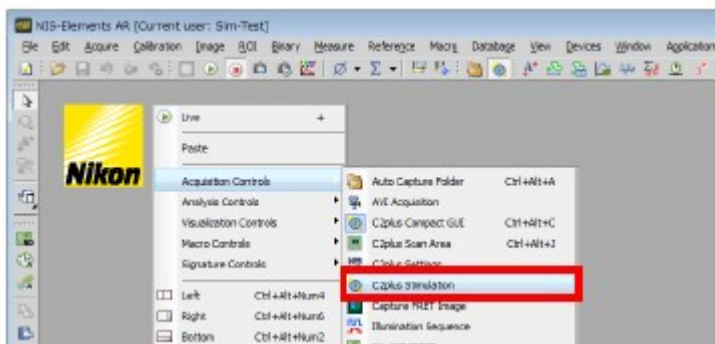 NIS-Elements AR [Current user: Sim-Test]
File Edit Acquire Calibration Image ROI Binary Measure Reference Macro Database View Devices Window Application
Nikon
Live +
Paste
Acquisition Controls
Analysis Controls
Visualization Controls
Macro Controls
Signature Controls
Left Ctrl+Alt+Num4
Right Ctrl+Alt+Num6
Bottom Ctrl+Alt+Num2
Auto Capture Folder Ctrl+Alt+A
AVI Acquisition
C2plus Compact GUI Ctrl+Alt+C
C2plus Scan Area Ctrl+Alt+J
C2plus Settings
C2plus Stimulation
Capture FRET Image
Illumination Sequence